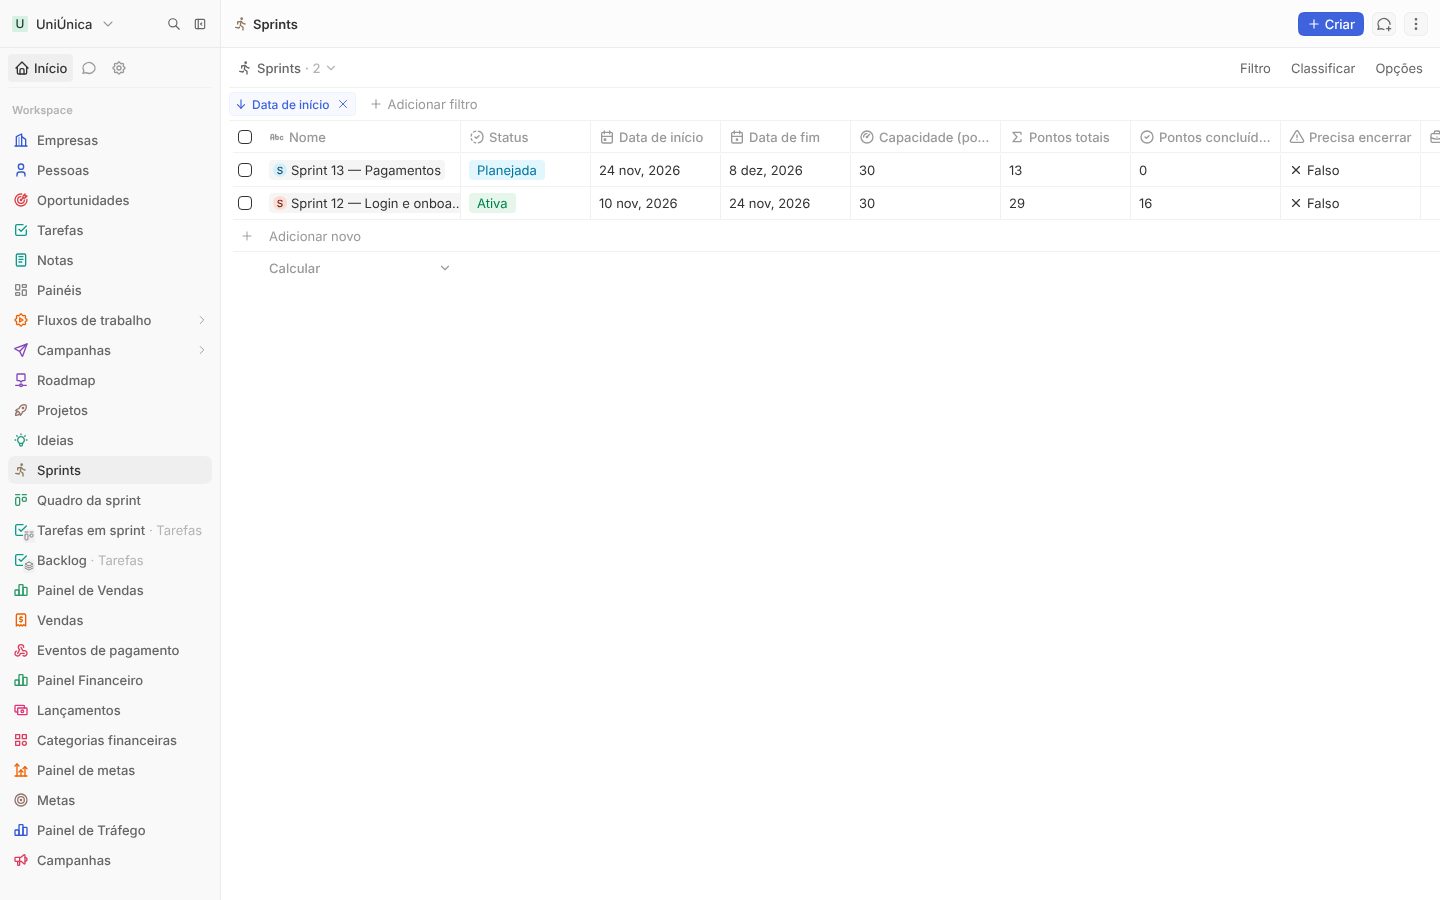 U UniÚnica
Sprints
Criar
Início
Sprints · 2
Filtro
Classificar
Opções
Workspace
Data de início
Adicionar filtro
Abc Nome
Status
Data de início
Data de fim
Capacidade (po...
Pontos totais
Pontos concluíd...
Precisa encerrar
S Sprint 13 — Pagamentos
Planejada
24 nov, 2026
8 dez, 2026
30
13
0
Falso
S Sprint 12 — Login e onboa...
Ativa
10 nov, 2026
24 nov, 2026
30
29
16
Falso
Adicionar novo
Calcular
Empresas
Pessoas
Oportunidades
Tarefas
Notas
Painéis
Fluxos de trabalho
Campanhas
Roadmap
Projetos
Ideias
Sprints
Quadro da sprint
Tarefas em sprint · Tarefas
Backlog · Tarefas
Painel de Vendas
Vendas
Eventos de pagamento
Painel Financeiro
Lançamentos
Categorias financeiras
Painel de metas
Metas
Painel de Tráfego
Campanhas